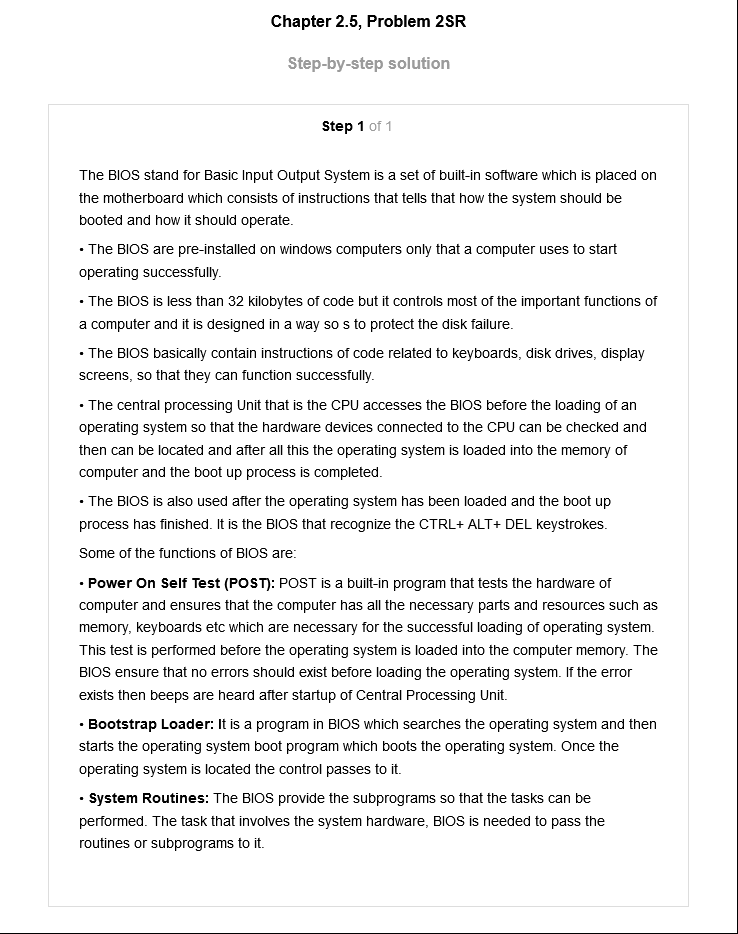 Chapter 2.5, Problem 2SR
Step-by-step solution
Step 1 of 1
The BIOS stand for Basic Input Output System is a set of built-in software which is placed on
the motherboard which consists of instructions that tells that how the system should be
booted and how it should operate.
• The BIOS are pre-installed on windows computers only that a computer uses to start
operating successfully.
• The BIOS is less than 32 kilobytes of code but it controls most of the important functions of
a computer and it is designed in a way so s to protect the disk failure.
• The BIOS basically contain instructions of code related to keyboards, disk drives, display
screens, so that they can function successfully.
• The central processing Unit that is the CPU accesses the BIOS before the loading of an
operating system so that the hardware devices connected to the CPU can be checked and
then can be located and after all this the operating system is loaded into the memory of
computer and the boot up process is completed.
• The BIOS is also used after the operating system has been loaded and the boot up
process has finished. It is the BIOS that recognize the CTRL+ ALT+ DEL keystrokes.
Some of the functions of BIOS are:
• Power On Self Test (POST): POST is a built-in program that tests the hardware of
computer and ensures that the computer has all the necessary parts and resources such as
memory, keyboards etc which are necessary for the successful loading of operating system.
This test is performed before the operating system is loaded into the computer memory. The
BIOS ensure that no errors should exist before loading the operating system. If the error
exists then beeps are heard after startup of Central Processing Unit.
• Bootstrap Loader: It is a program in BIOS which searches the operating system and then
starts the operating system boot program which boots the operating system. Once the
operating system is located the control passes to it.
• System Routines: The BIOS provide the subprograms so that the tasks can be
performed. The task that involves the system hardware, BIOS is needed to pass the
routines or subprograms to it.